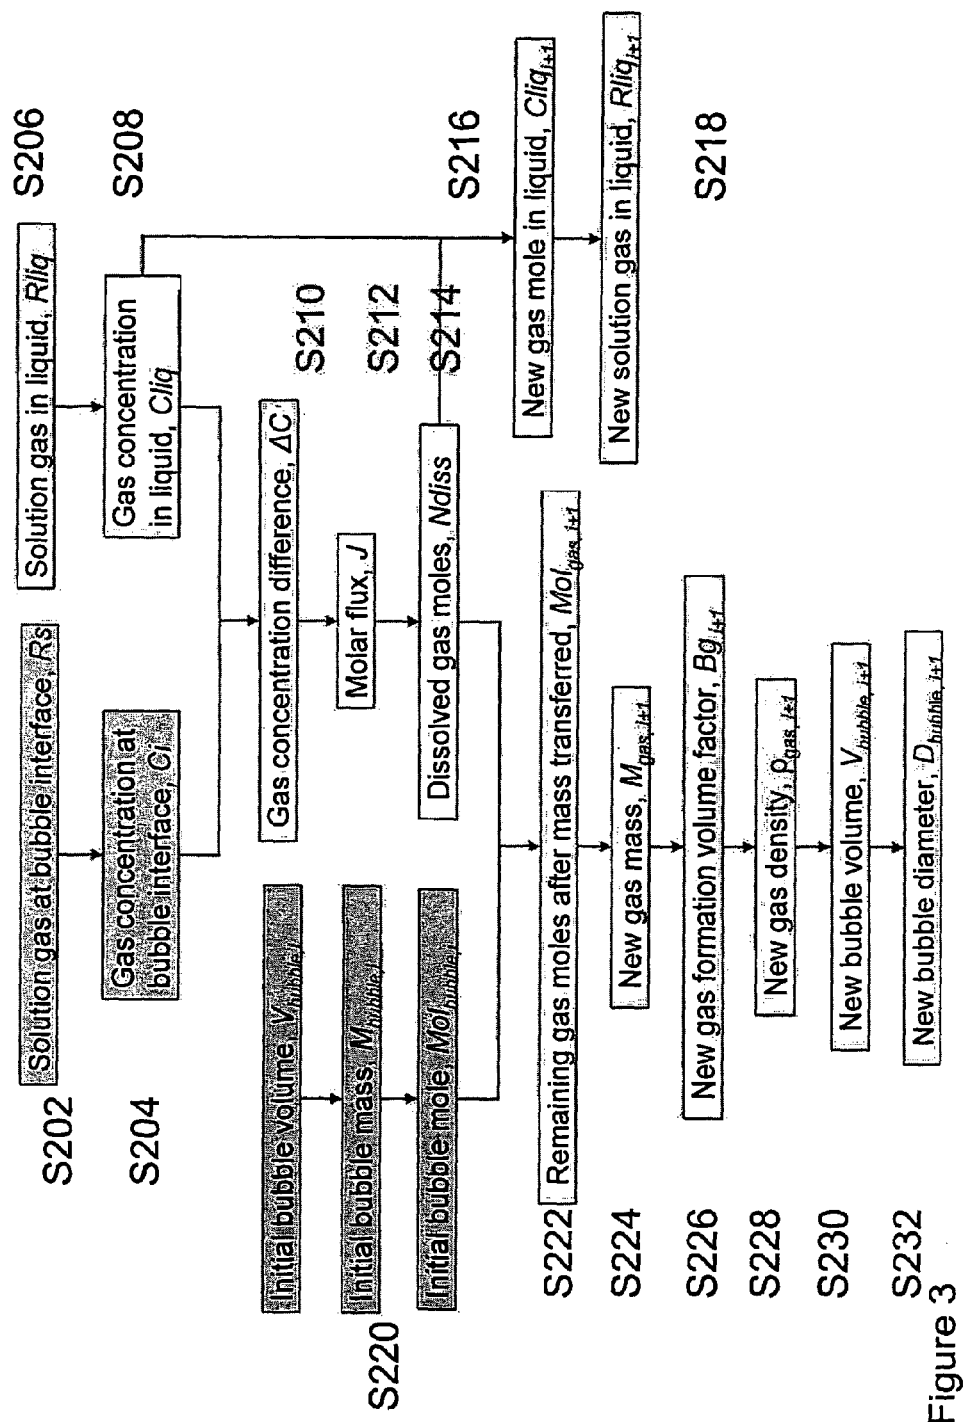 S202
Solution gas at bubble interface, Rs
Solution gas in liquid, Rliq
S206
S204
Gas concentration at
bubble interface, Ci
Gas concentration
in liquid, Cliq
S208
Initial bubble volume, Vbubble,i
Gas concentration difference, ΔC
S210
S220
Initial bubble mass, Mbubble,i
Molar flux, J
S212
Initial bubble mole, Molbubble,i
Dissolved gas moles, Ndiss
S214
S216
New gas mole in liquid, Cliqi+1
New solution gas in liquid, Rliqi+1
S218
S222
Remaining gas moles after mass transferred, Molgas, i+1
S224
New gas mass, Mgas, i+1
S226
New gas formation volume factor, Bg i+1
S228
New gas density, ρgas, i+1
S230
New bubble volume, Vbubble, i+1
S232
New bubble diameter, Dbubble, i+1
Figure 3